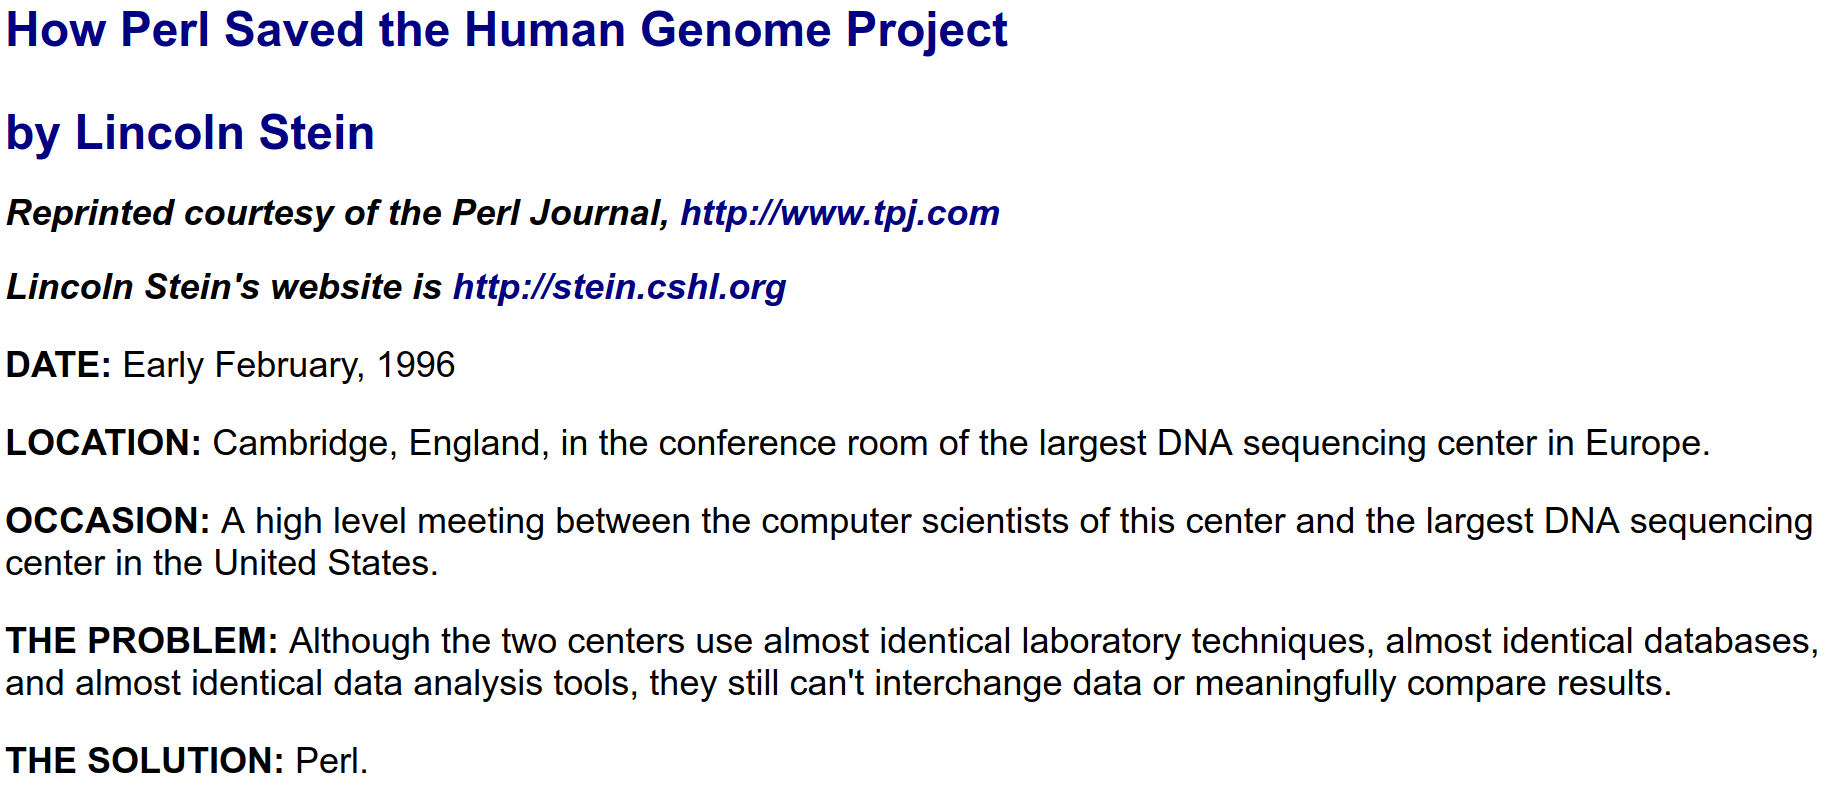 How Perl Saved the Human Genome Project
by Lincoln Stein
Reprinted courtesy of the Perl Journal, http://www.tpj.com
Lincoln Stein's website is http://stein.cshl.org
DATE: Early February, 1996
LOCATION: Cambridge, England, in the conference room of the largest DNA sequencing center in Europe.
OCCASION: A high level meeting between the computer scientists of this center and the largest DNA sequencing
center in the United States.
THE PROBLEM: Although the two centers use almost identical laboratory techniques, almost identical databases,
and almost identical data analysis tools, they still can't interchange data or meaningfully compare results.
THE SOLUTION: Perl.